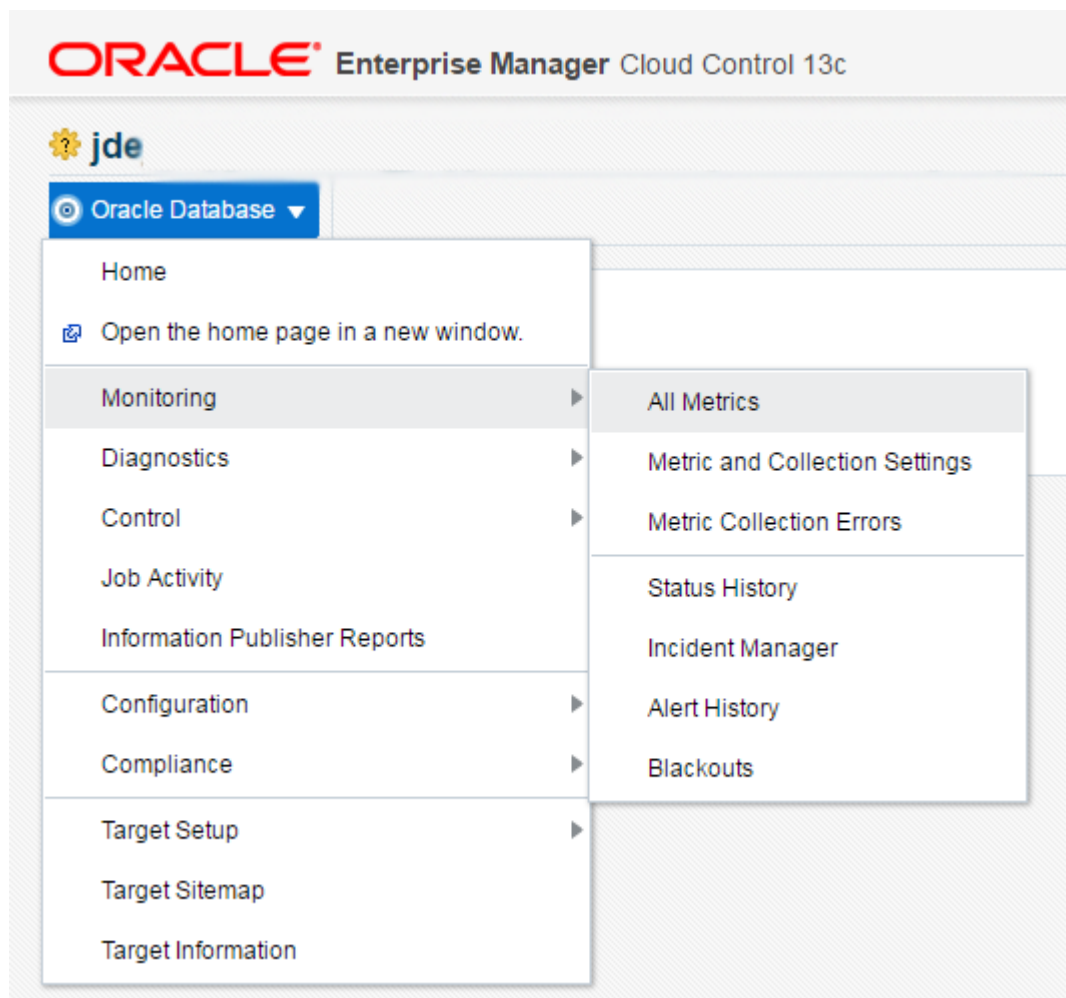 ORACLE Enterprise Manager Cloud Control 13c
jde
Oracle Database
Home
Open the home page in a new window.
Monitoring
Diagnostics
Control
Job Activity
Information Publisher Reports
Configuration
Compliance
Target Setup
Target Sitemap
Target Information
All Metrics
Metric and Collection Settings
Metric Collection Errors
Status History
Incident Manager
Alert History
Blackouts